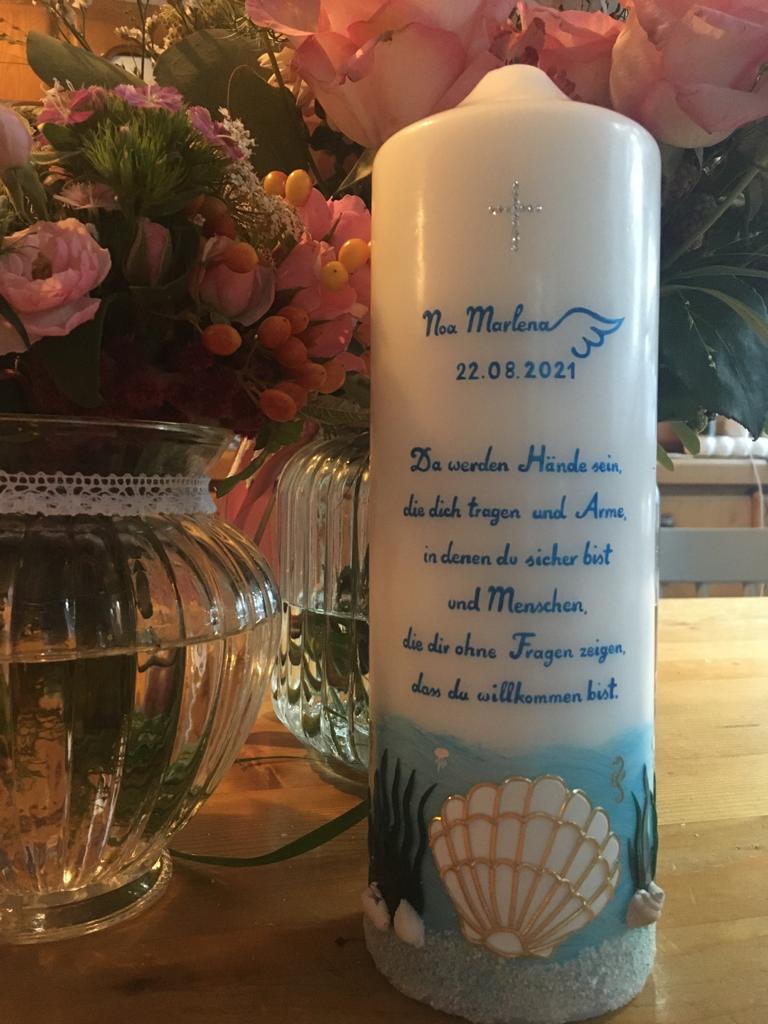 Noa Marlena
22.08.2021
Da werden Hände sein,
die dich tragen und Arme,
in denen du sicher bist
und Menschen,
die dir ohne Fragen zeigen,
dass du willkommen bist.